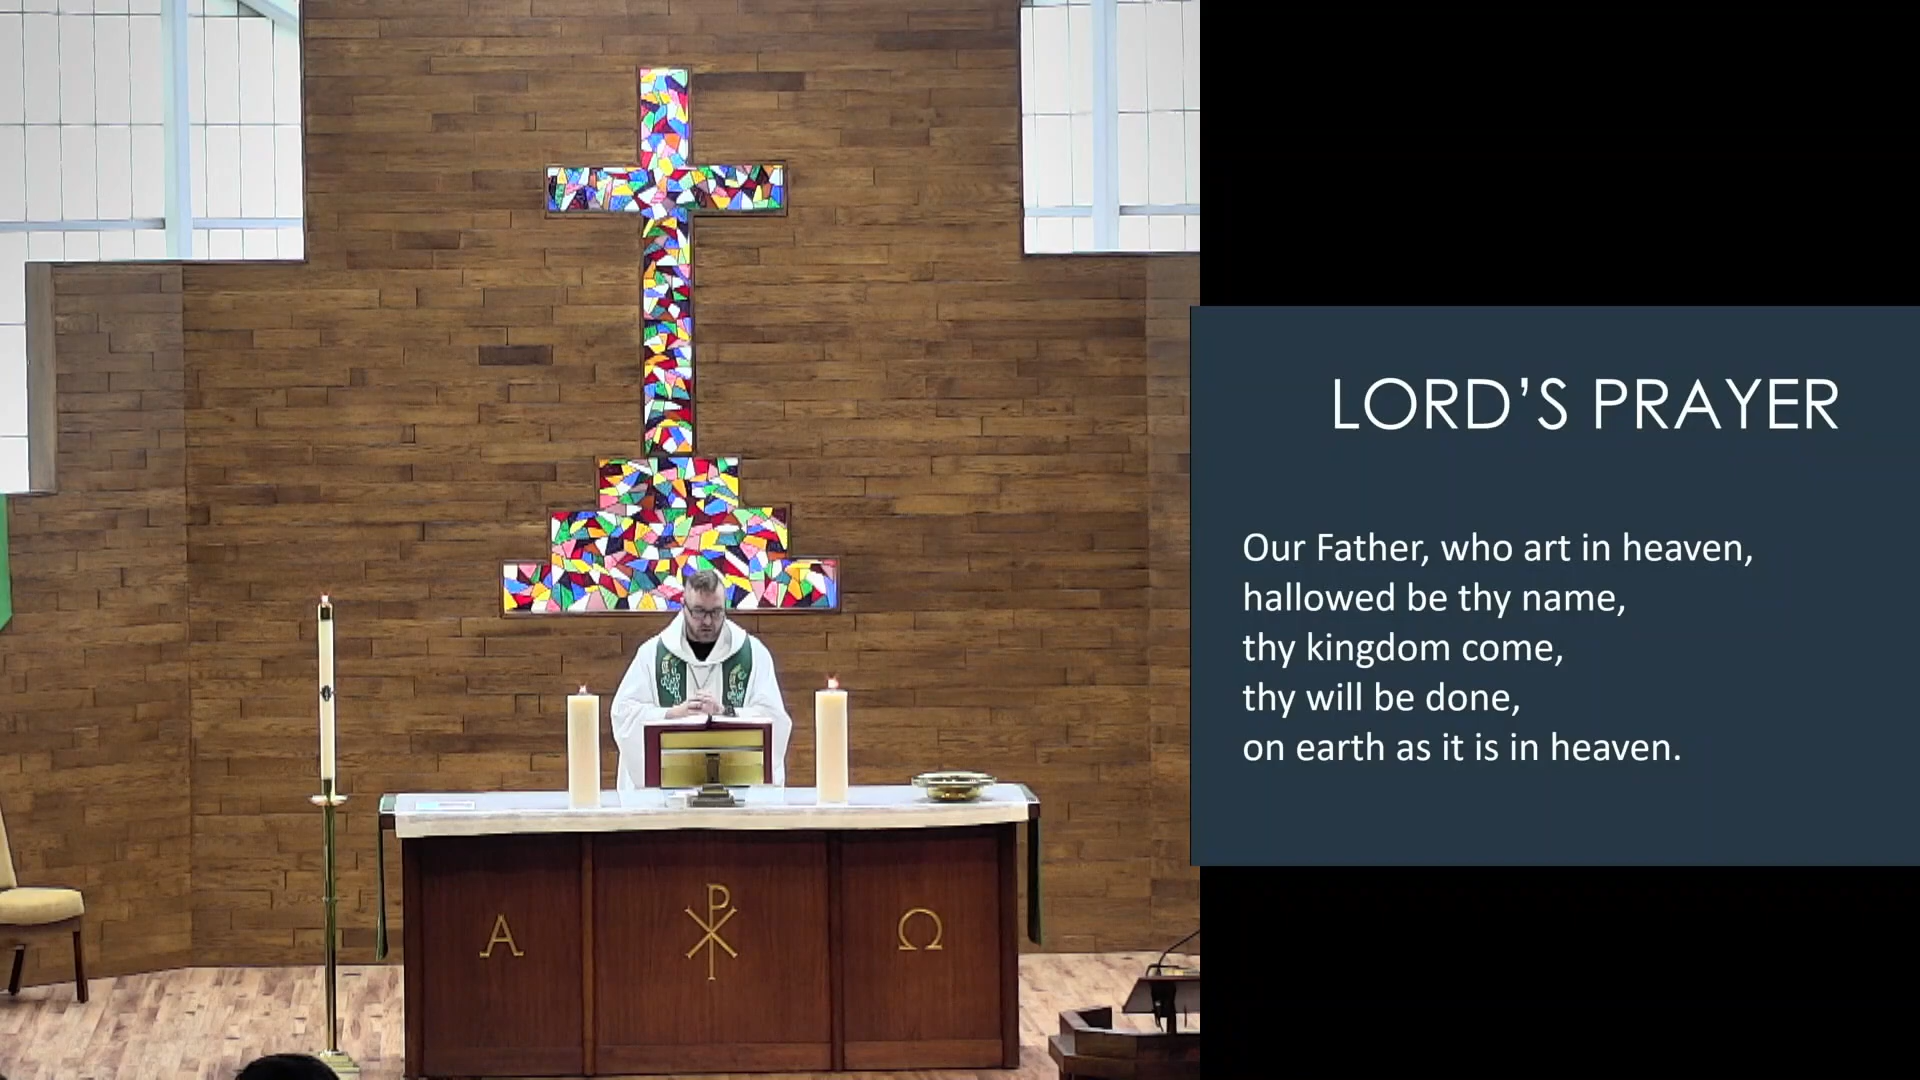 LORD’S PRAYER
Our Father, who art in heaven,
hallowed be thy name,
thy kingdom come,
thy will be done,
on earth as it is in heaven.
Α ☧ Ω